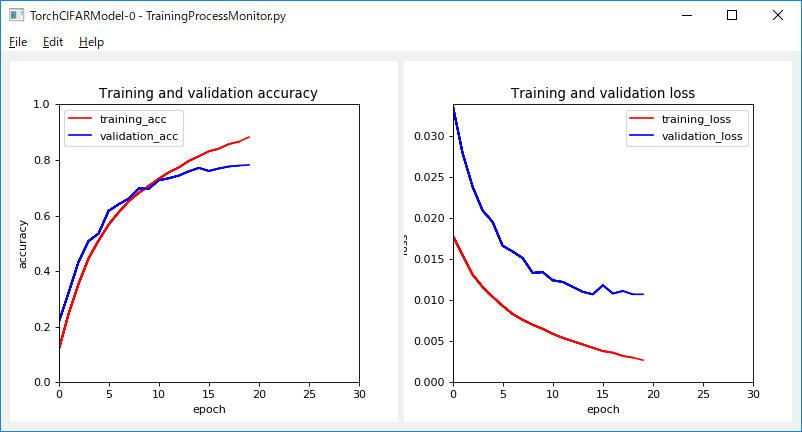 TorchCIFARModel-0 - TrainingProcessMonitor.py
File Edit Help
Training and validation accuracy
training_acc
validation_acc
1.0
0.8
0.6
0.4
0.2
0.0
accuracy
0 5 10 15 20 25 30
epoch
Training and validation loss
training_loss
validation_loss
0.030
0.025
0.020
0.015
0.010
0.005
0.000
loss
0 5 10 15 20 25 30
epoch